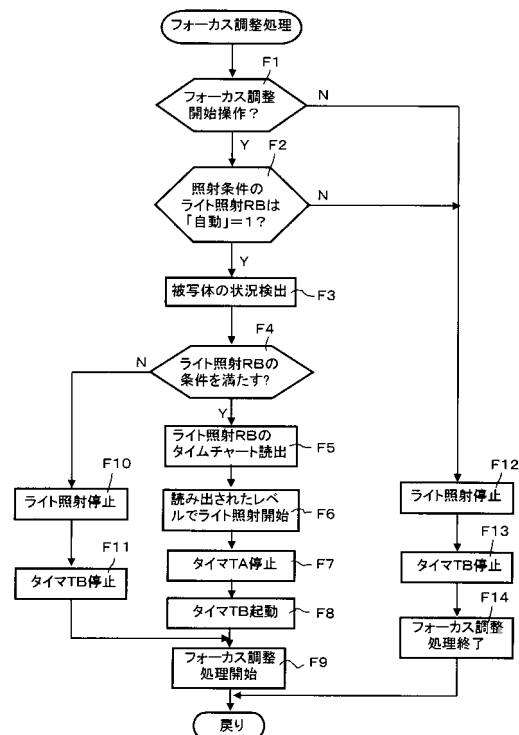 フォーカス調整処理
F1
フォーカス調整
開始操作？
N
Y
F2
照射条件の
ライト照射RBは
「自動」=1？
N
Y
被写体の状況検出
F3
F4
ライト照射RBの
条件を満たす?
N
Y
ライト照射RBの
タイムチャート読出
F5
読み出されたレベ
ルでライト照射開始
F6
タイマTA停止
F7
タイマTB起動
F8
フォーカス調整
処理開始
F9
F10
ライト照射停止
F11
タイマTB停止
F12
ライト照射停止
F13
タイマTB停止
F14
フォーカス調整
処理終了
戻り